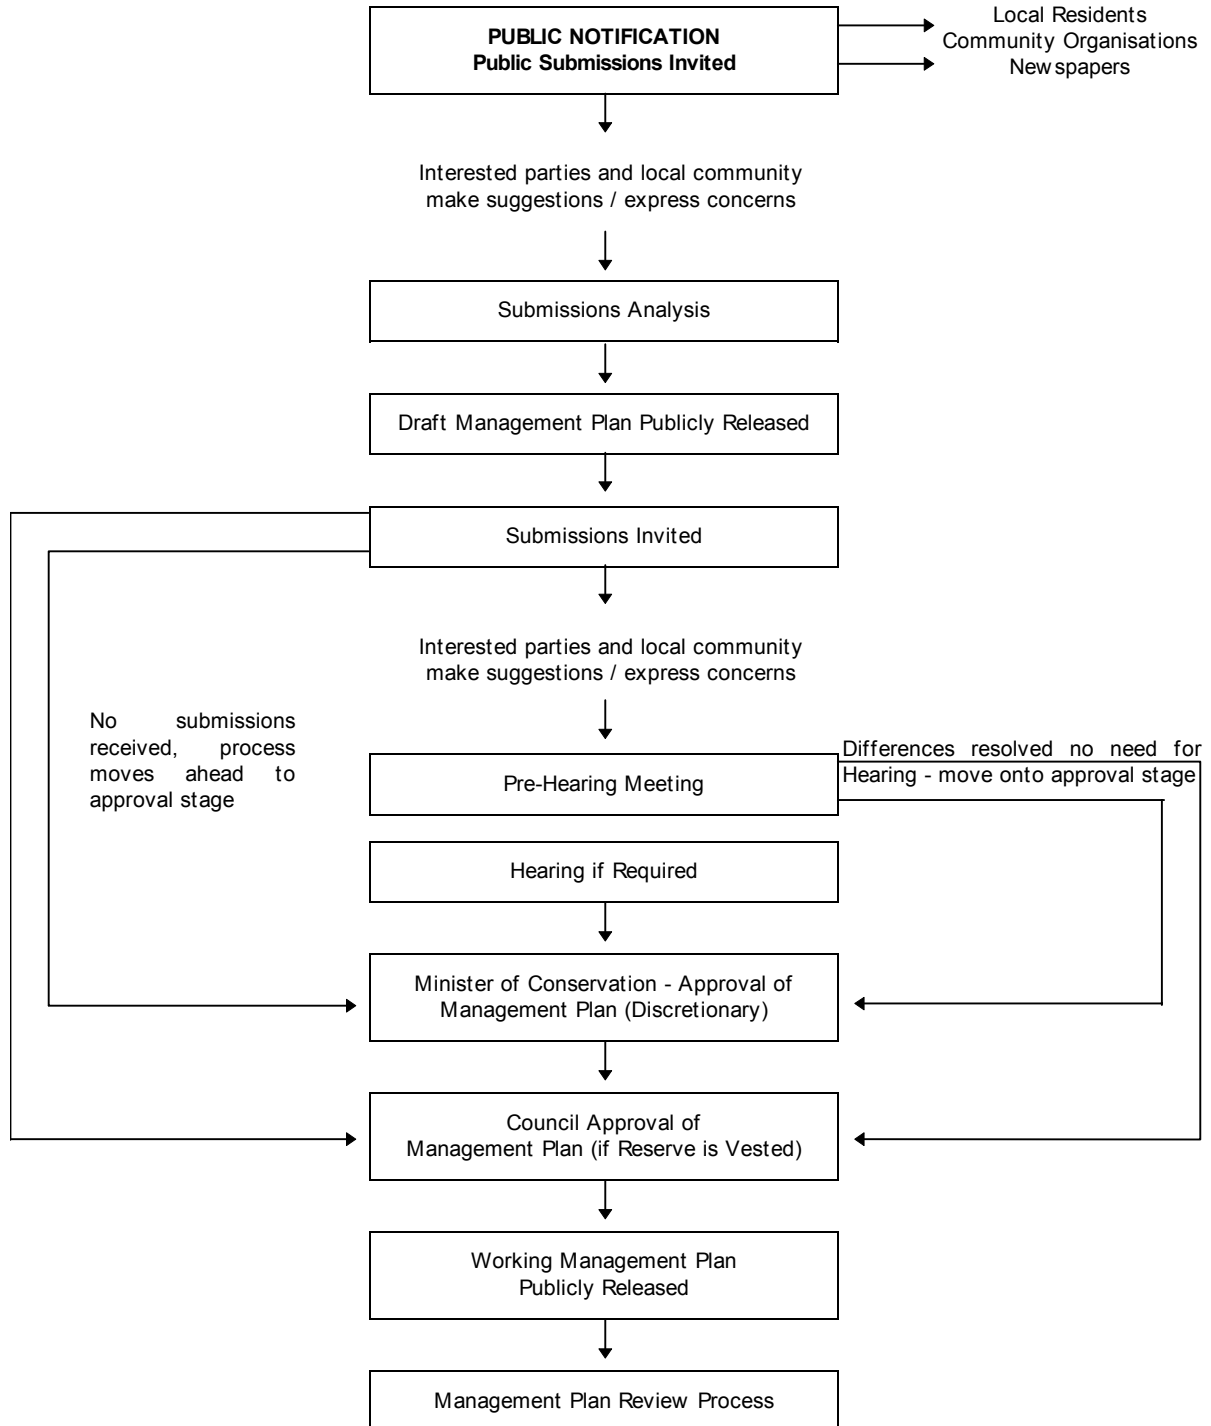 PUBLIC NOTIFICATION
Public Submissions Invited
Local Residents
Community Organisations
Newspapers
Interested parties and local community
make suggestions / express concerns
Submissions Analysis
Draft Management Plan Publicly Released
Submissions Invited
Interested parties and local community
make suggestions / express concerns
No submissions
received, process
moves ahead to
approval stage
Differences resolved no need for
Hearing - move onto approval stage
Pre-Hearing Meeting
Hearing if Required
Minister of Conservation - Approval of
Management Plan (Discretionary)
Council Approval of
Management Plan (if Reserve is Vested)
Working Management Plan
Publicly Released
Management Plan Review Process